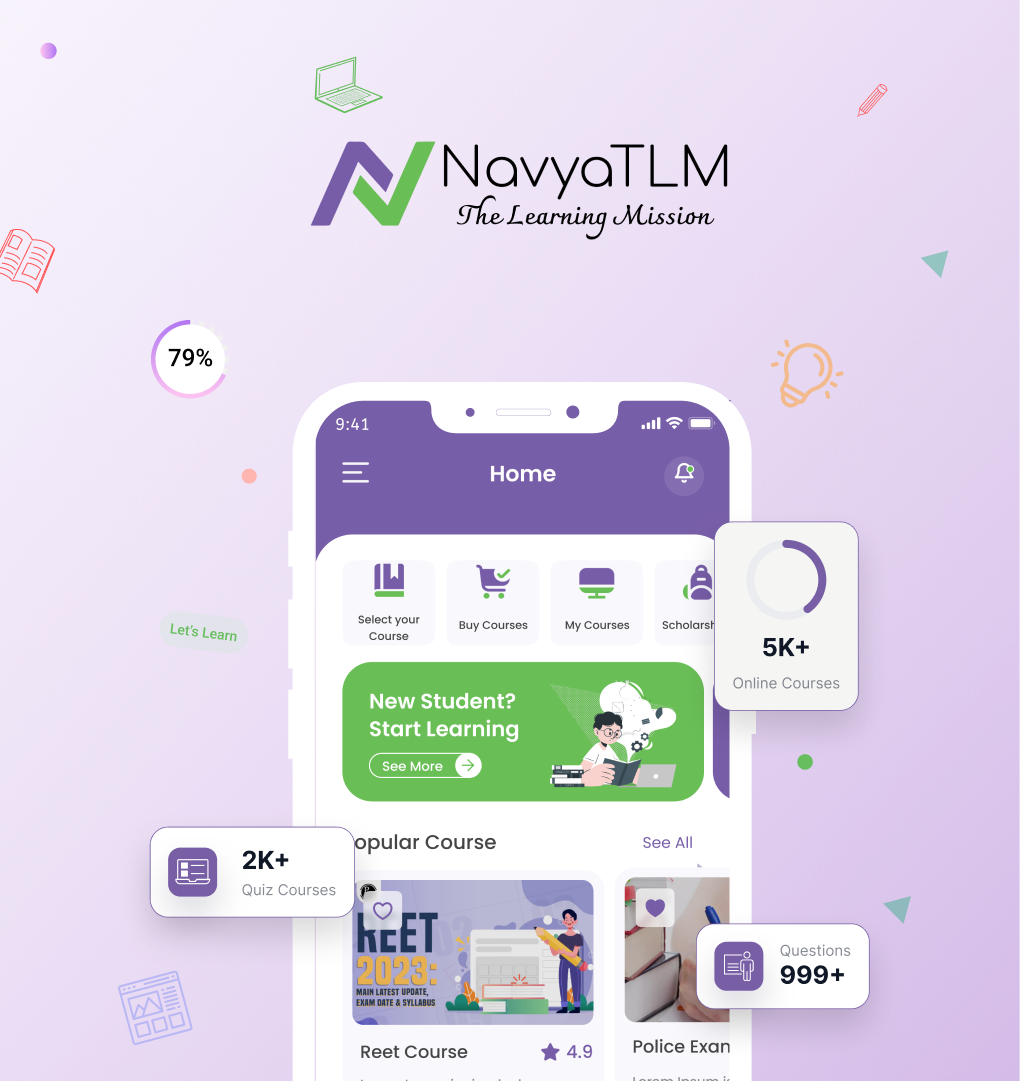 NavyaTLM
The Learning Mission
79%
9:41
Home
Select your
Course
Buy Courses
My Courses
Scholarsh
5K+
Online Courses
Let's Learn
New Student?
Start Learning
See More
opular Course
See All
2K+
Quiz Courses
REET
2023:
MAIN LATEST UPDATE,
EXAM DATE & SYLLABUS
Questions
999+
Reet Course
4.9
Police Exan